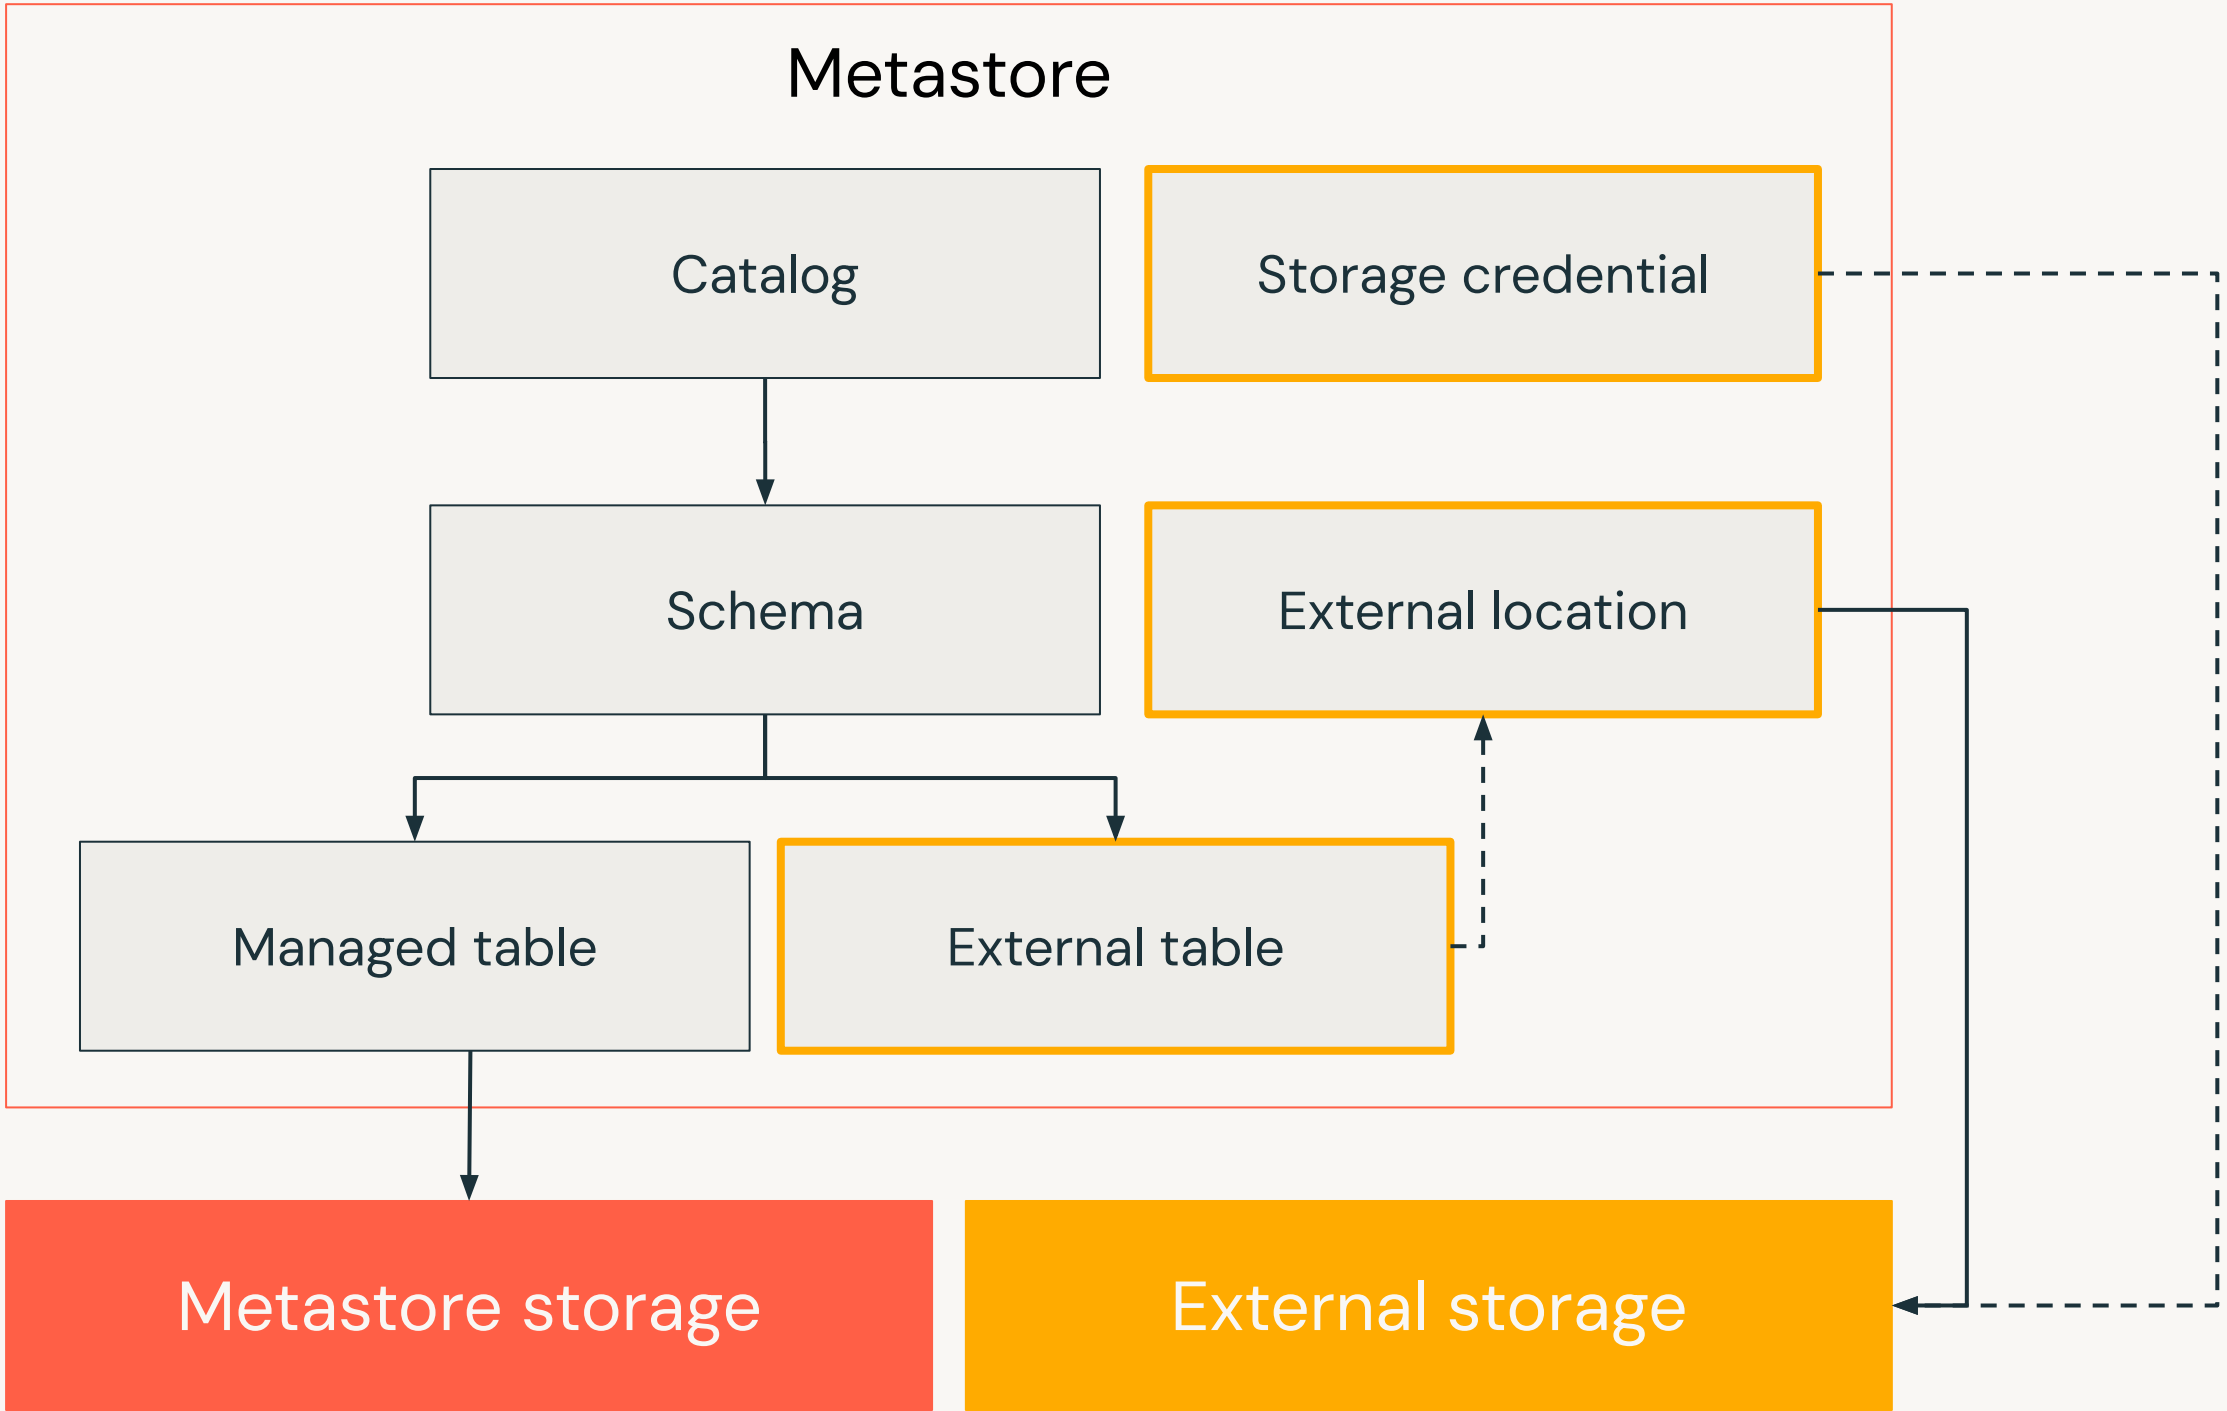 Metastore
Catalog
Storage credential
Schema
External location
Managed table
External table
Metastore storage
External storage